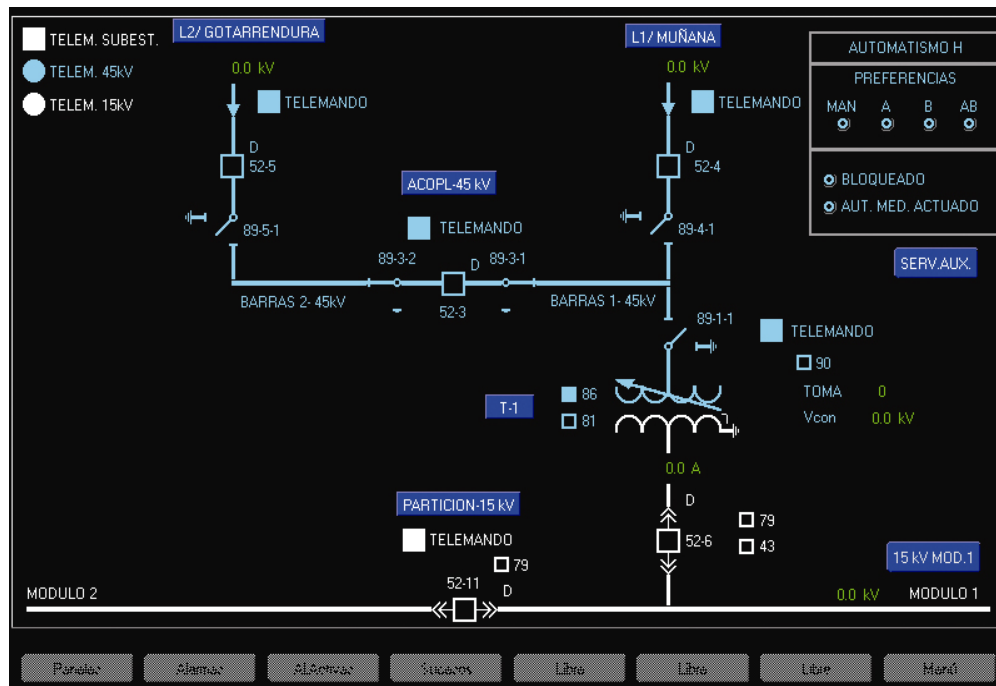 TELEM. SUBEST.
TELEM. 45kV
TELEM. 15kV
L2/ GOTARRENDURA
0.0 kV
TELEMANDO
D
52-5
89-5-1
L1/ MUÑANA
0.0 kV
TELEMANDO
D
52-4
89-4-1
AUTOMATISMO H
PREFERENCIAS
MAN A B AB
BLOQUEADO
AUT. MED. ACTUADO
SERV.AUX.
ACOPL-45 kV
TELEMANDO
89-3-2 D 89-3-1
52-3
BARRAS 2- 45kV
BARRAS 1- 45kV
89-1-1
TELEMANDO
90
TOMA 0
Vcon 0.0 kV
T-1
86
81
0.0 A
D
52-6
79
43
PARTICION-15 kV
TELEMANDO
79
52-11 D
15 kV MOD.1
MODULO 2
0.0 kV MODULO 1
Paneles Alarmas Al.Activas Sucesos Libre Libre Libre Menú